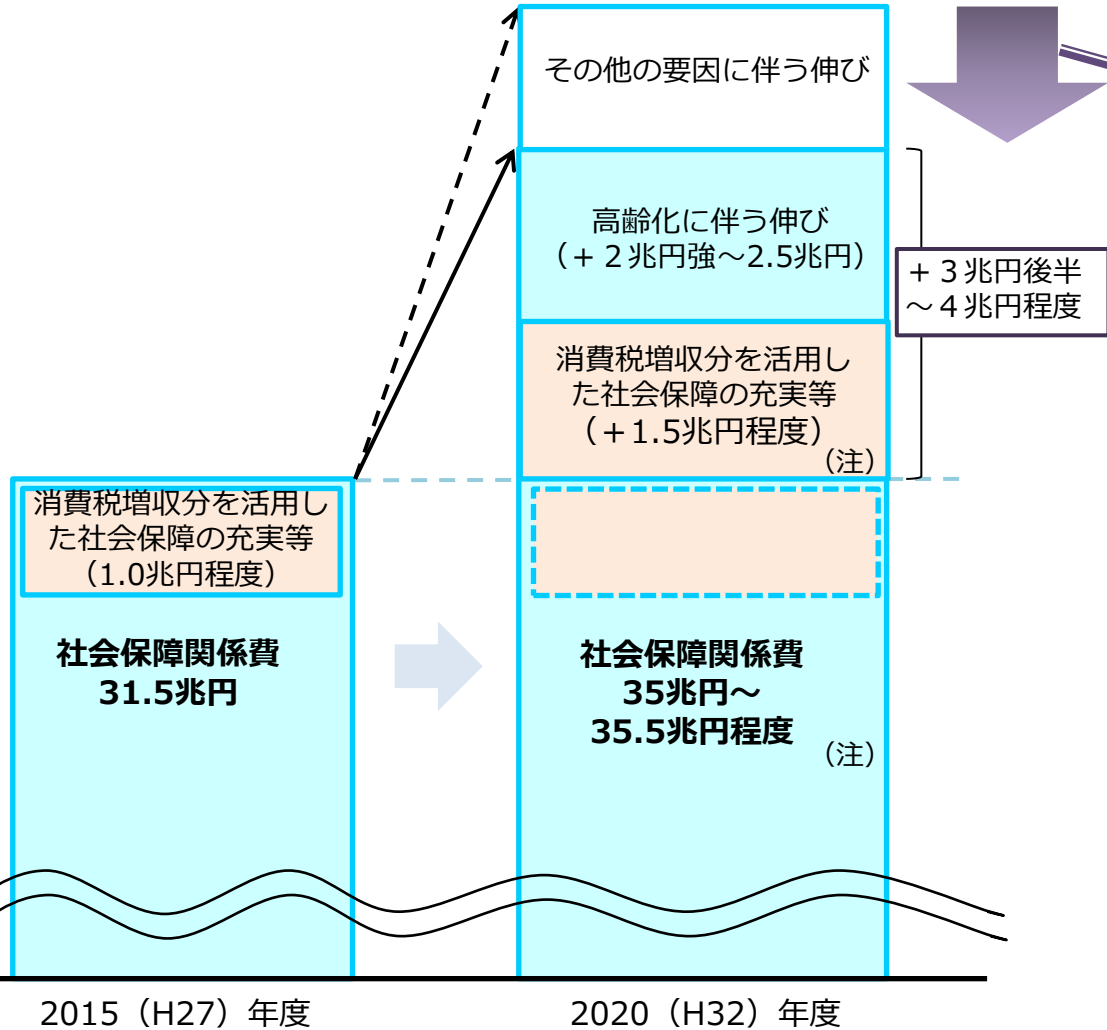 その他の要因に伴う伸び
高齢化に伴う伸び
（+２兆円強～2.5兆円）
+３兆円後半
～４兆円程度
消費税増収分を活用し
た社会保障の充実等
（＋1.5兆円程度）
（注）
消費税増収分を活用し
た社会保障の充実等
（1.0兆円程度）
社会保障関係費
31.5兆円
社会保障関係費
35兆円～
35.5兆円程度
（注）
2015（H27）年度
2020（H32）年度